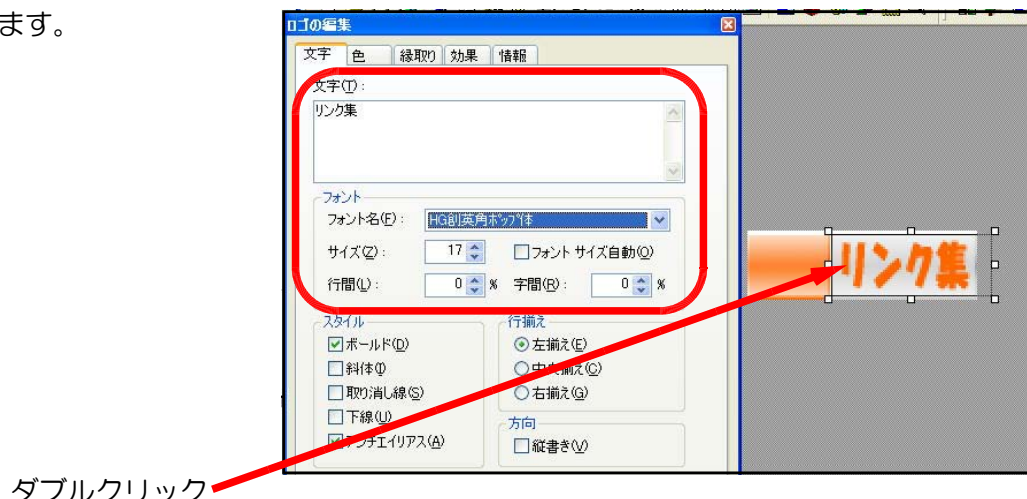 ます。
ロゴの編集
文字 色 縁取り 効果 情報
文字(T):
リンク集
フォント
フォント名(F): HG創英角ポップ体
サイズ(Z): 17 フォント サイズ自動(O)
行間(L): 0 % 字間(R): 0 %
リンク集
スタイル 行揃え
ボールド(D) 左揃え(E)
斜体(I) 中央揃え(C)
取り消し線(S) 右揃え(G)
下線(U) 方向
アンチエイリアス(A) 縦書き(V)
ダブルクリック